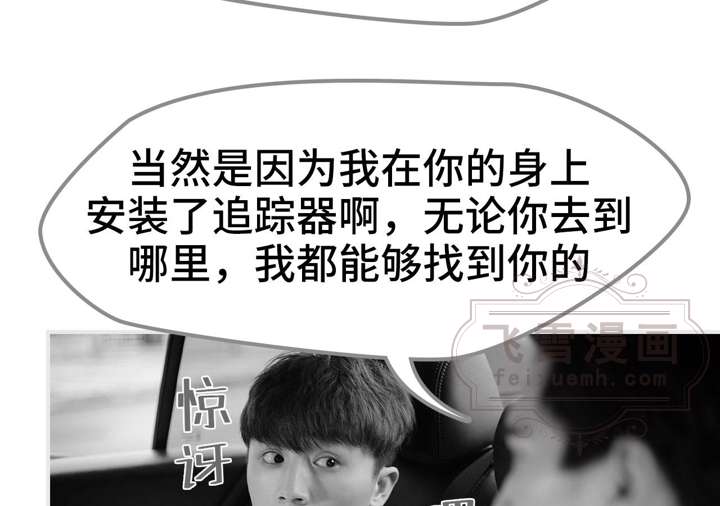 当然是因为我在你的身上
安装了追踪器啊，无论你去到
哪里，我都能够找到你的
飞雪漫画
feixuemh.com
惊
讶